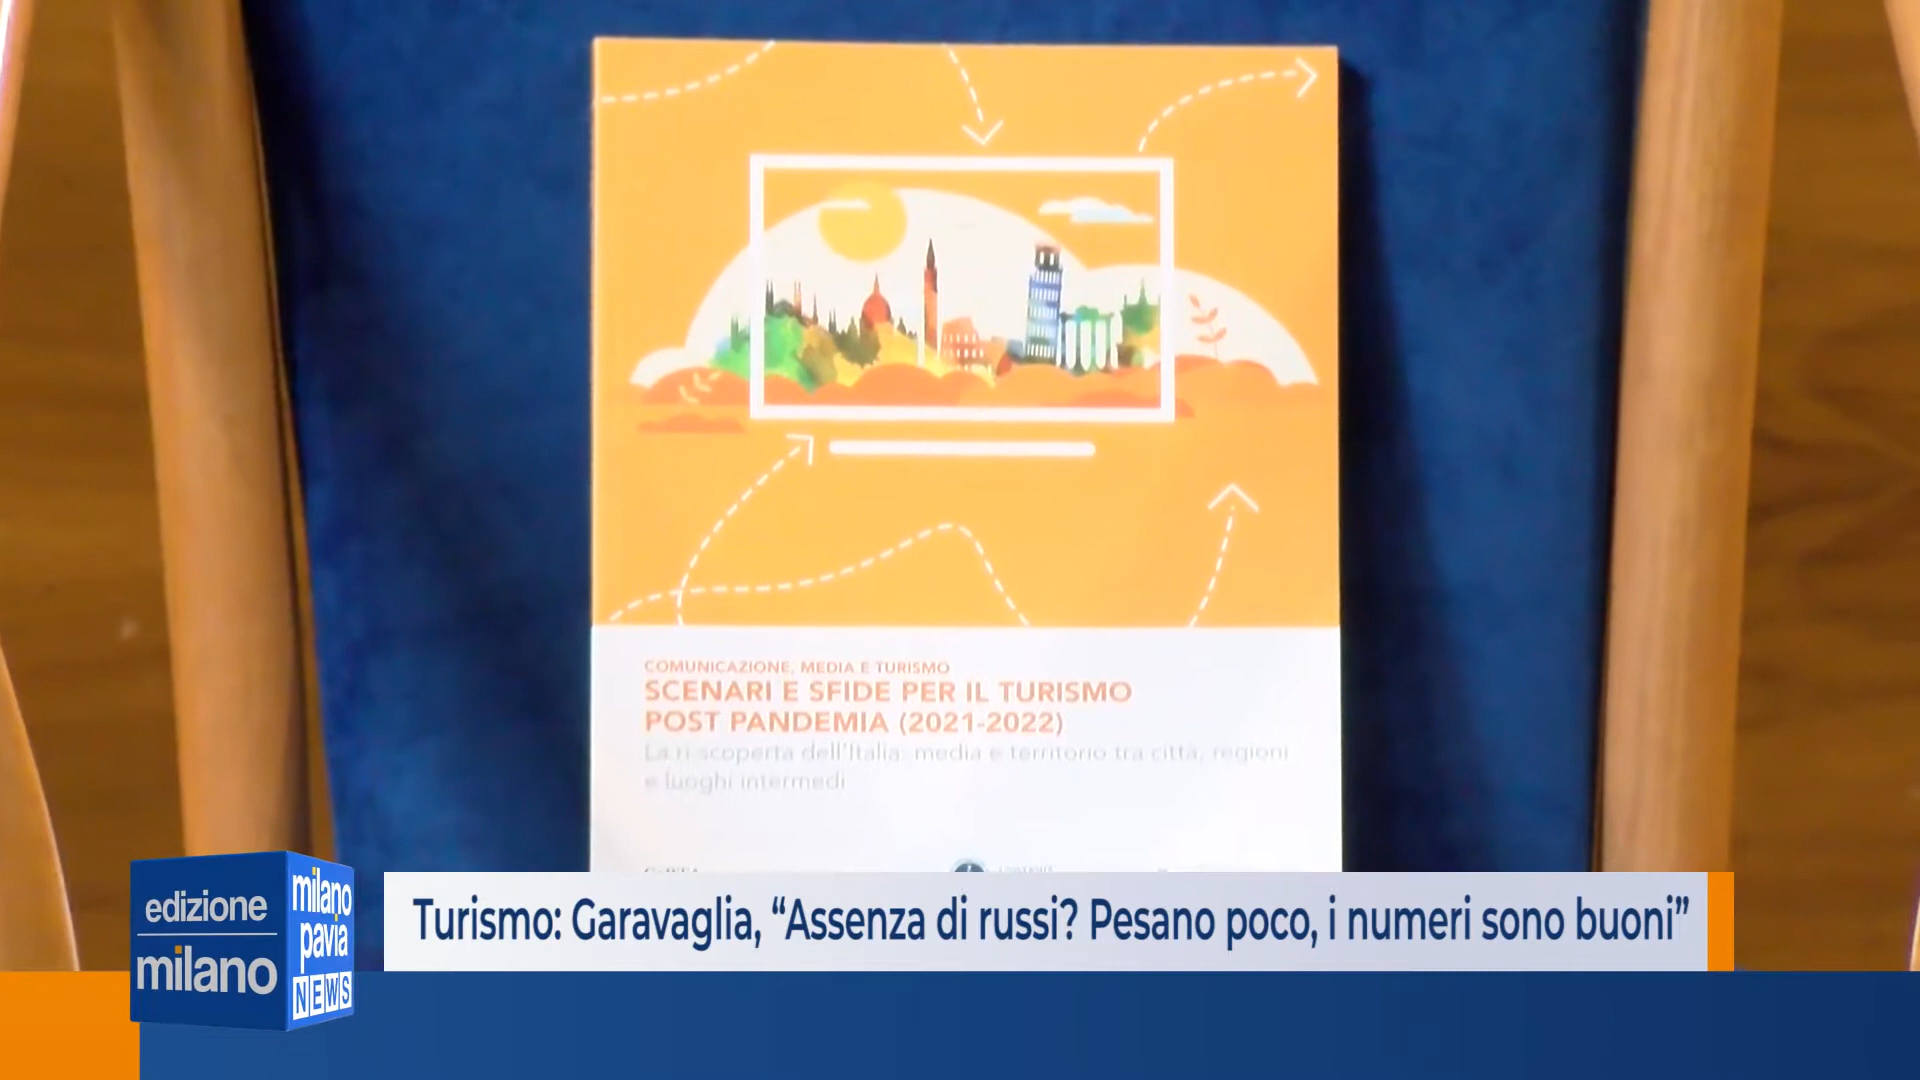 COMUNICAZIONE, MEDIA E TURISMO
SCENARI E SFIDE PER IL TURISMO
POST PANDEMIA (2021-2022)
La ri-scoperta dell'Italia: media e territorio tra città, regioni
e luoghi intermedi
Turismo: Garavaglia, “Assenza di russi? Pesano poco, i numeri sono buoni”
edizione
milano
milano
pavia
NEWS